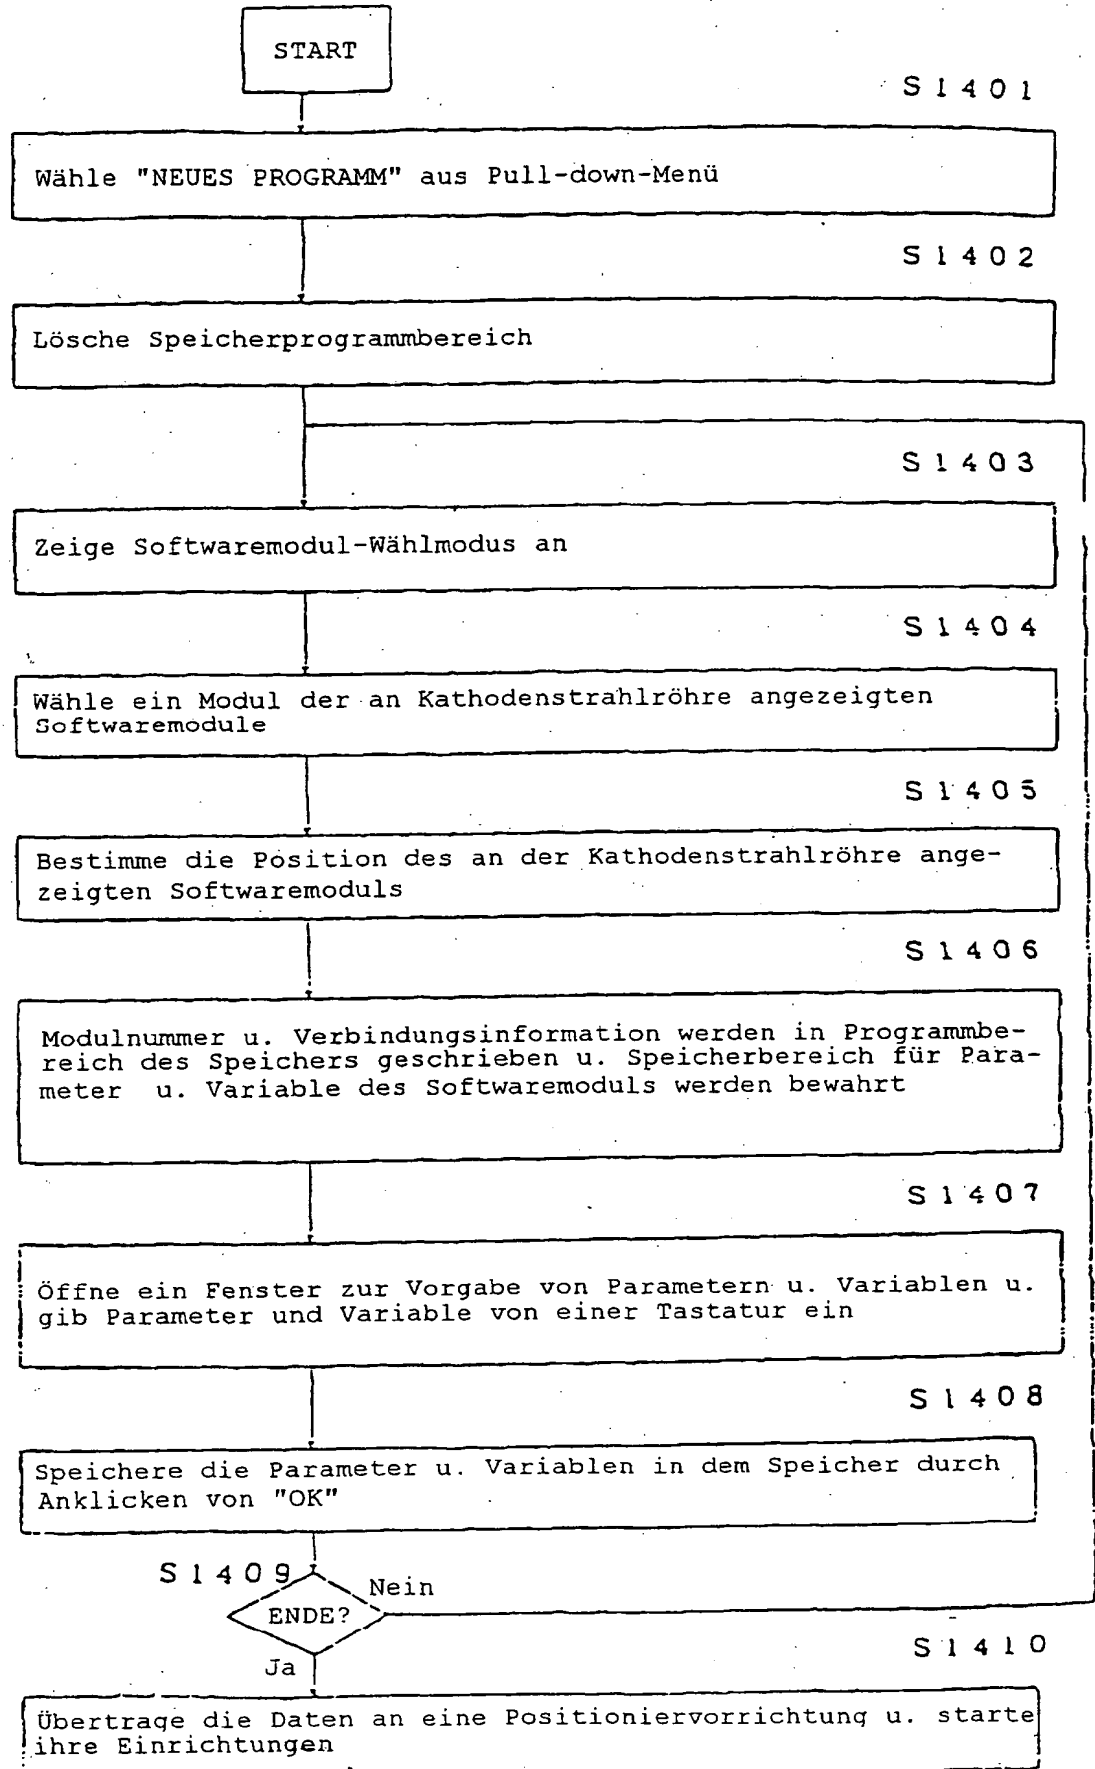 START
S1401
Wähle "NEUES PROGRAMM" aus Pull-down-Menü
S1402
Lösche Speicherprogrammbereich
S1403
Zeige Softwaremodul-Wählmodus an
S1404
Wähle ein Modul der an Kathodenstrahlröhre angezeigten
Softwaremodule
S1405
Bestimme die Position des an der Kathodenstrahlröhre ange-
zeigten Softwaremoduls
S1406
Modulnummer u. Verbindungsinformation werden in Programmbe-
reich des Speichers geschrieben u. Speicherbereich für Para-
meter u. Variable des Softwaremoduls werden bewahrt
S1407
Öffne ein Fenster zur Vorgabe von Parametern u. Variablen u.
gib Parameter und Variable von einer Tastatur ein
S1408
Speichere die Parameter u. Variablen in dem Speicher durch
Anklicken von "OK"
S1409
Nein
ENDE?
S1410
Ja
Übertrage die Daten an eine Positioniervorrichtung u. starte
ihre Einrichtungen